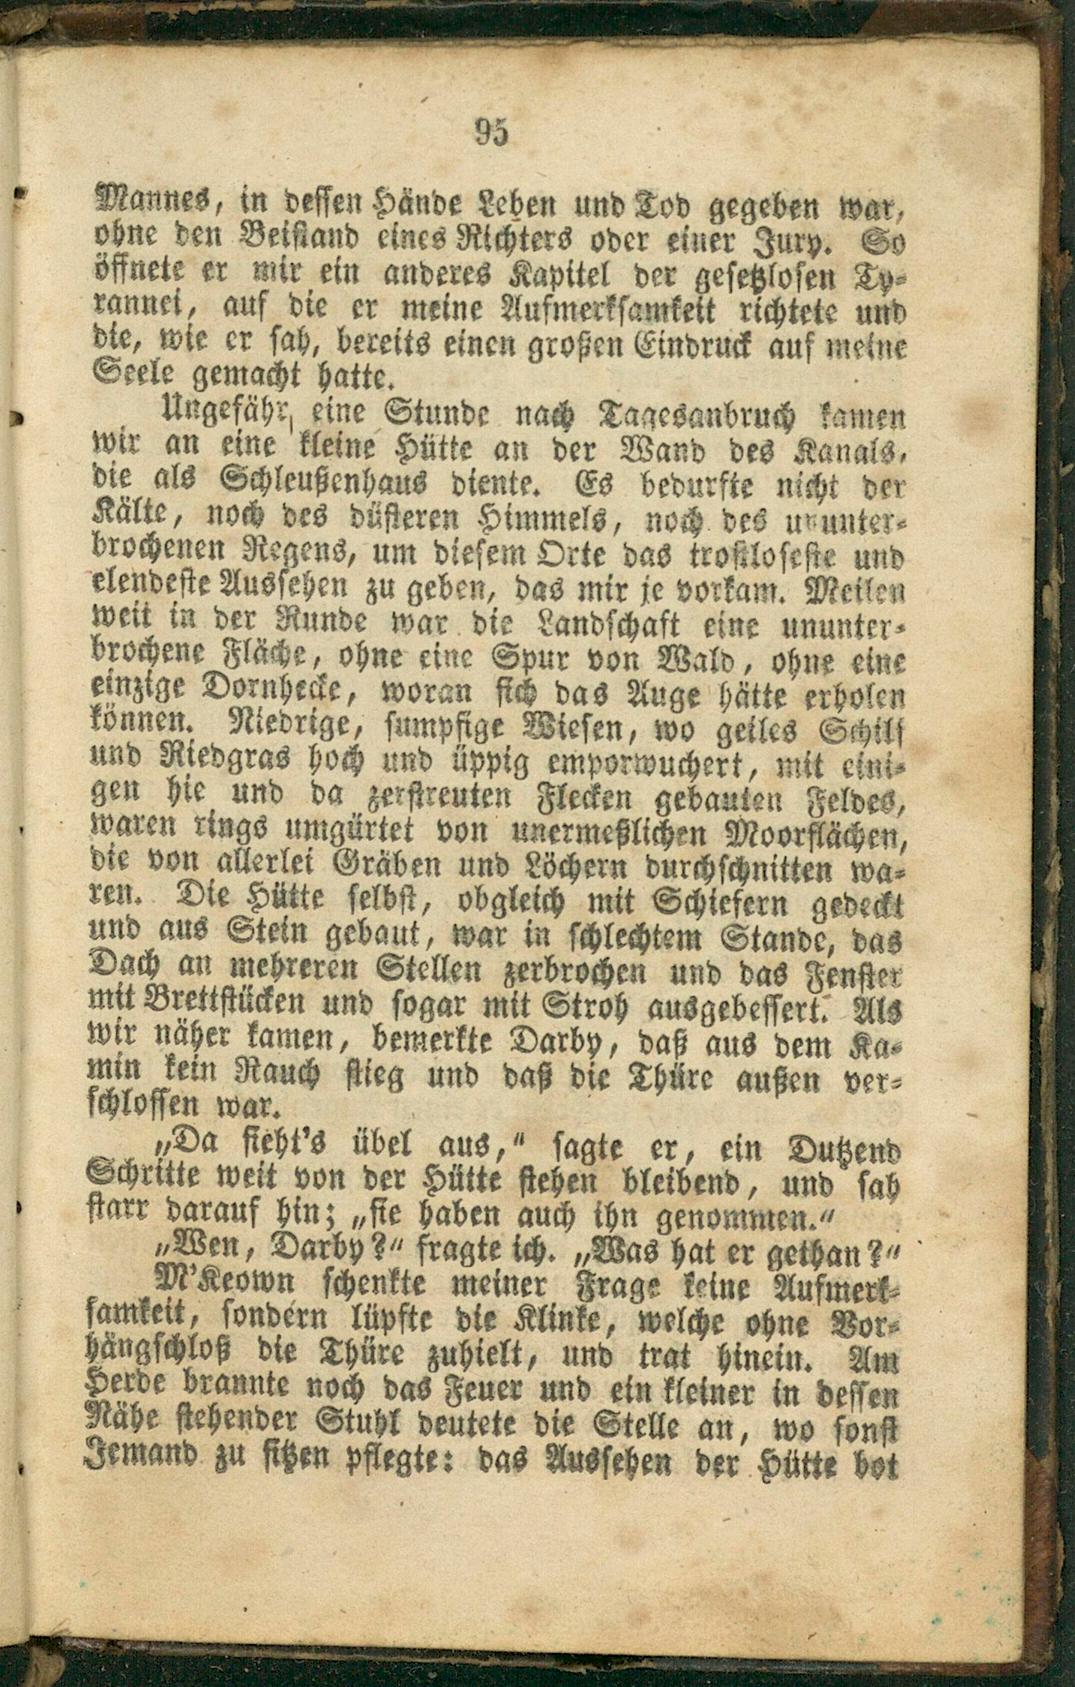 95
Mannes, in dessen Hände Leben und Tod gegeben war,
ohne den Beistand eines Richters oder einer Jury. So
öffnete er mir ein anderes Kapitel der gesetzlosen Ty-
rannei, auf die er meine Aufmerksamkeit richtete und
die, wie er sah, bereits einen großen Eindruck auf meine
Seele gemacht hatte.
Ungefähr eine Stunde nach Tagesanbruch kamen
wir an eine kleine Hütte an der Wand des Kanals,
die als Schleußenhaus diente. Es bedurfte nicht der
Kälte, noch des düsteren Himmels, noch des ununter-
brochenen Regens, um diesem Orte das trostloseste und
elendeste Aussehen zu geben, das mir je vorkam. Meilen
weit in der Runde war die Landschaft eine ununter-
brochene Fläche, ohne eine Spur von Wald, ohne eine
einzige Dornhecke, woran sich das Auge hätte erholen
können. Niedrige, sumpfige Wiesen, wo geiles Schilf
und Riedgras hoch und üppig emporwuchert, mit eini-
gen hie und da zerstreuten Flecken gebauten Feldes,
waren rings umgürtet von unermeßlichen Moorflächen,
die von allerlei Gräben und Löchern durchschnitten wa-
ren. Die Hütte selbst, obgleich mit Schiefern gedeckt
und aus Stein gebaut, war in schlechtem Stande, das
Dach an mehreren Stellen zerbrochen und das Fenster
mit Brettstücken und sogar mit Stroh ausgebessert. Als
wir näher kamen, bemerkte Darby, daß aus dem Ka-
min kein Rauch stieg und daß die Thüre außen ver-
schlossen war.
„Da sieht's übel aus,“ sagte er, ein Dutzend
Schritte weit von der Hütte stehen bleibend, und sah
starr darauf hin; „sie haben auch ihn genommen.“
„Wen, Darby?“ fragte ich. „Was hat er gethan?“
M'Keown schenkte meiner Frage keine Aufmerk-
samkeit, sondern lüpfte die Klinke, welche ohne Vor-
hängschloß die Thüre zuhielt, und trat hinein. Am
Herde brannte noch das Feuer und ein kleiner in dessen
Nähe stehender Stuhl deutete die Stelle an, wo sonst
Jemand zu sitzen pflegte: das Aussehen der Hütte bot